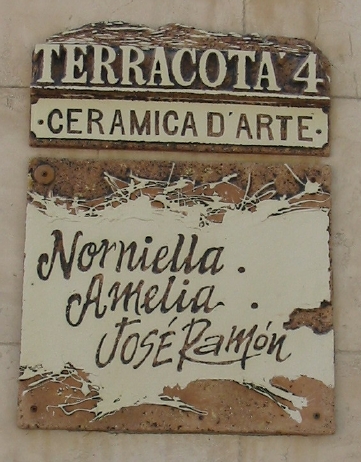 TERRACOTA 4
·CERAMICA D'ARTE·
Norniella.
Amelia.
JOSÉ Ramón